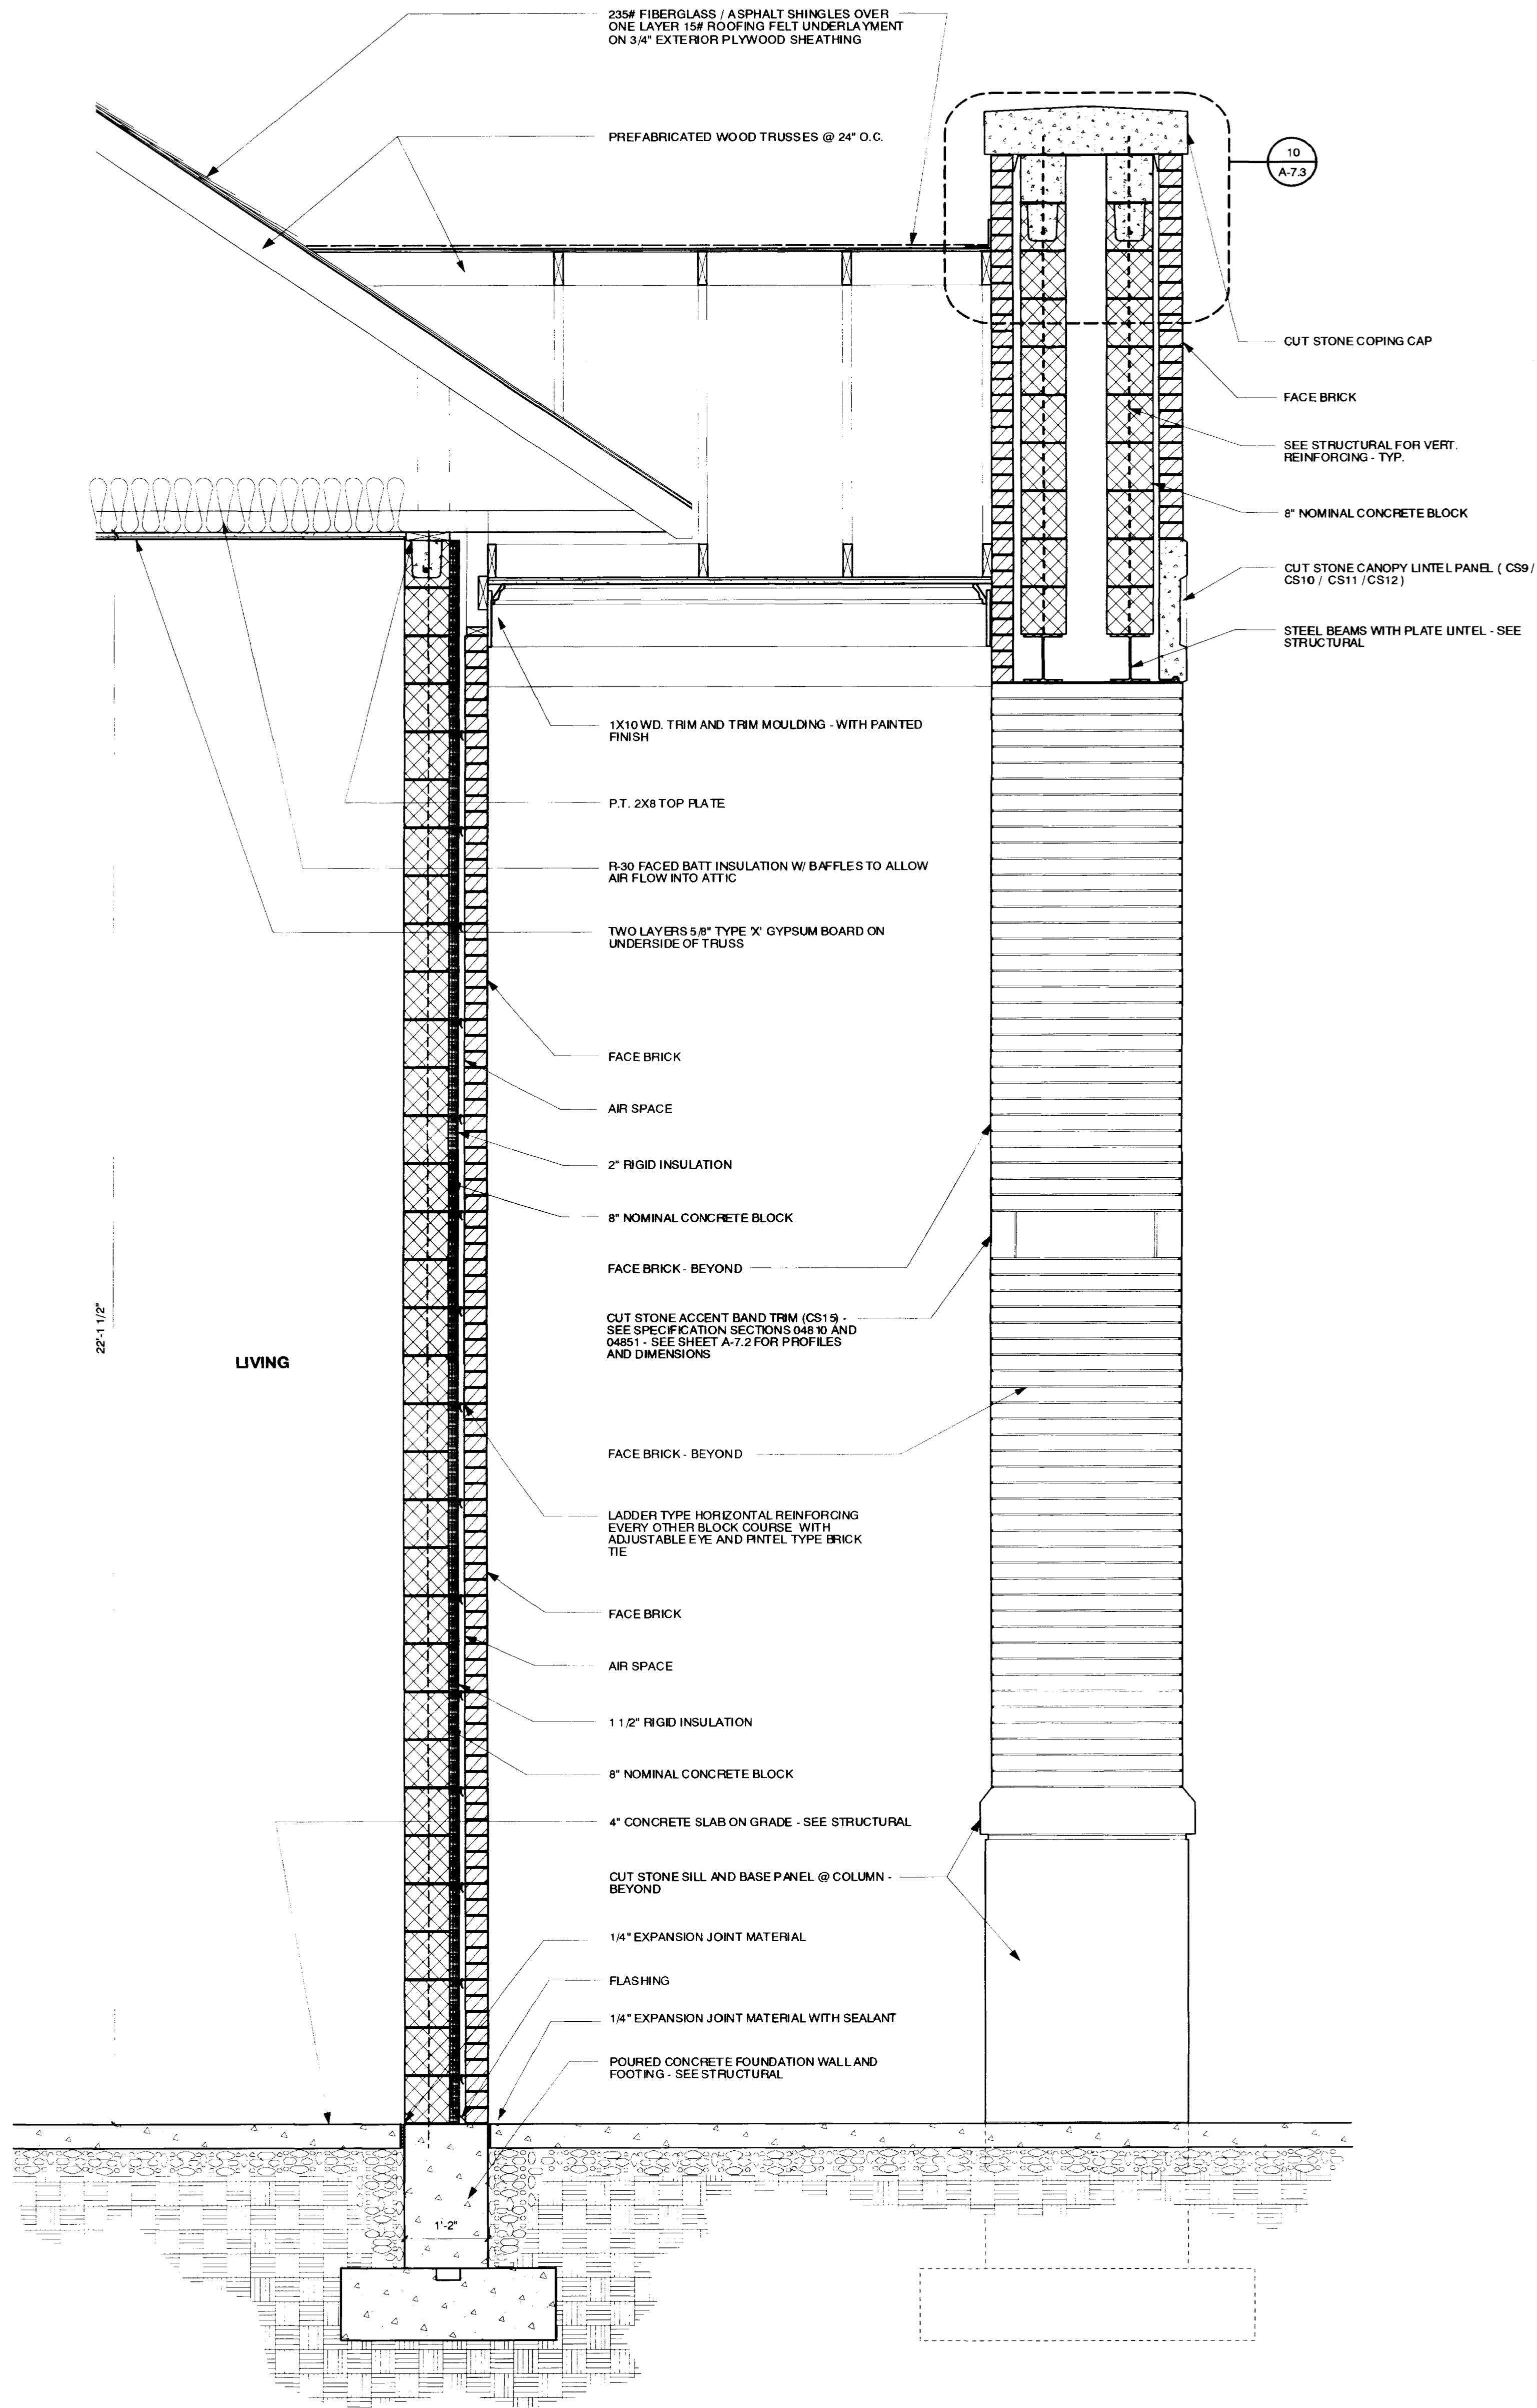 235# FIBERGLASS / ASPHALT SHINGLES OVER
ONE LAYER 15# ROOFING FELT UNDERLAYMENT
ON 3/4" EXTERIOR PLYWOOD SHEATHING
PREFABRICATED WOOD TRUSSES @ 24" O.C.
10
A-7.3
CUT STONE COPING CAP
FACE BRICK
SEE STRUCTURAL FOR VERT.
REINFORCING - TYP.
8" NOMINAL CONCRETE BLOCK
CUT STONE CANOPY LINTEL PANEL ( CS9 /
CS10 / CS11 / CS12 )
STEEL BEAMS WITH PLATE LINTEL - SEE
STRUCTURAL
1X10 WD. TRIM AND TRIM MOULDING - WITH PAINTED
FINISH
P.T. 2X8 TOP PLATE
R-30 FACED BATT INSULATION W/ BAFFLES TO ALLOW
AIR FLOW INTO ATTIC
TWO LAYERS 5/8" TYPE 'X' GYPSUM BOARD ON
UNDERSIDE OF TRUSS
FACE BRICK
AIR SPACE
2" RIGID INSULATION
8" NOMINAL CONCRETE BLOCK
FACE BRICK - BEYOND
CUT STONE ACCENT BAND TRIM (CS15) -
SEE SPECIFICATION SECTIONS 04810 AND
04851 - SEE SHEET A-7.2 FOR PROFILES
AND DIMENSIONS
22'-1 1/2"
LIVING
FACE BRICK - BEYOND
LADDER TYPE HORIZONTAL REINFORCING
EVERY OTHER BLOCK COURSE WITH
ADJUSTABLE EYE AND PINTEL TYPE BRICK
TIE
FACE BRICK
AIR SPACE
1 1/2" RIGID INSULATION
8" NOMINAL CONCRETE BLOCK
4" CONCRETE SLAB ON GRADE - SEE STRUCTURAL
CUT STONE SILL AND BASE PANEL @ COLUMN -
BEYOND
1/4" EXPANSION JOINT MATERIAL
FLASHING
1/4" EXPANSION JOINT MATERIAL WITH SEALANT
POURED CONCRETE FOUNDATION WALL AND
FOOTING - SEE STRUCTURAL
1'-2"